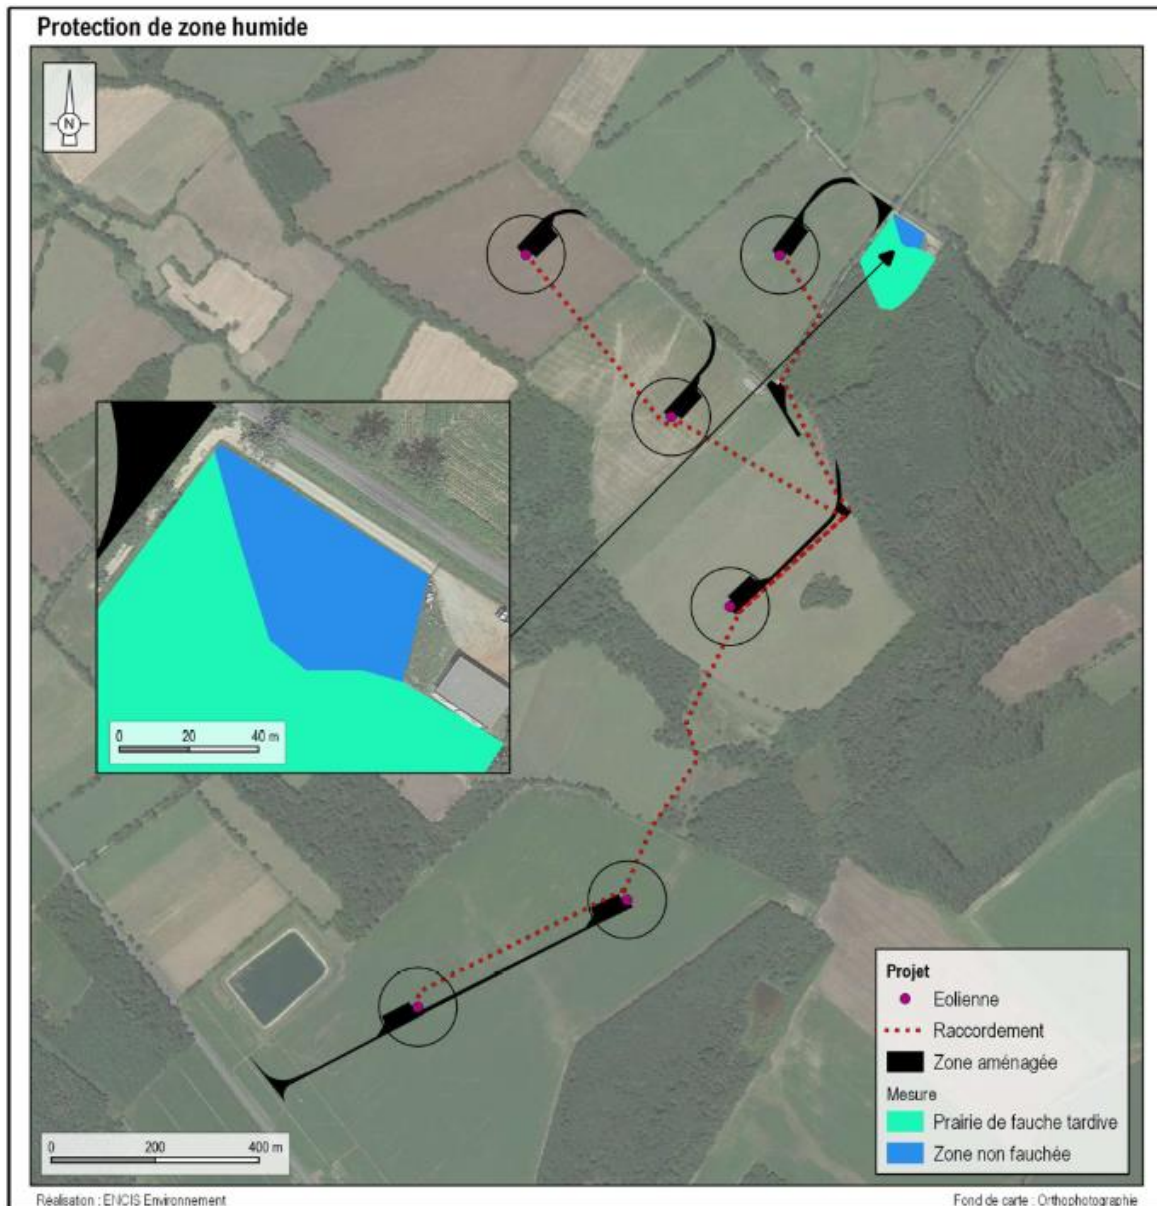 Protection de zone humide
N
0 20 40 m
Projet
Eolienne
Raccordement
Zone aménagée
Mesure
Prairie de fauche tardive
Zone non fauchée
0 200 400 m
Réalisation : ENCIS Environnement
Fond de carte : Orthophotographie